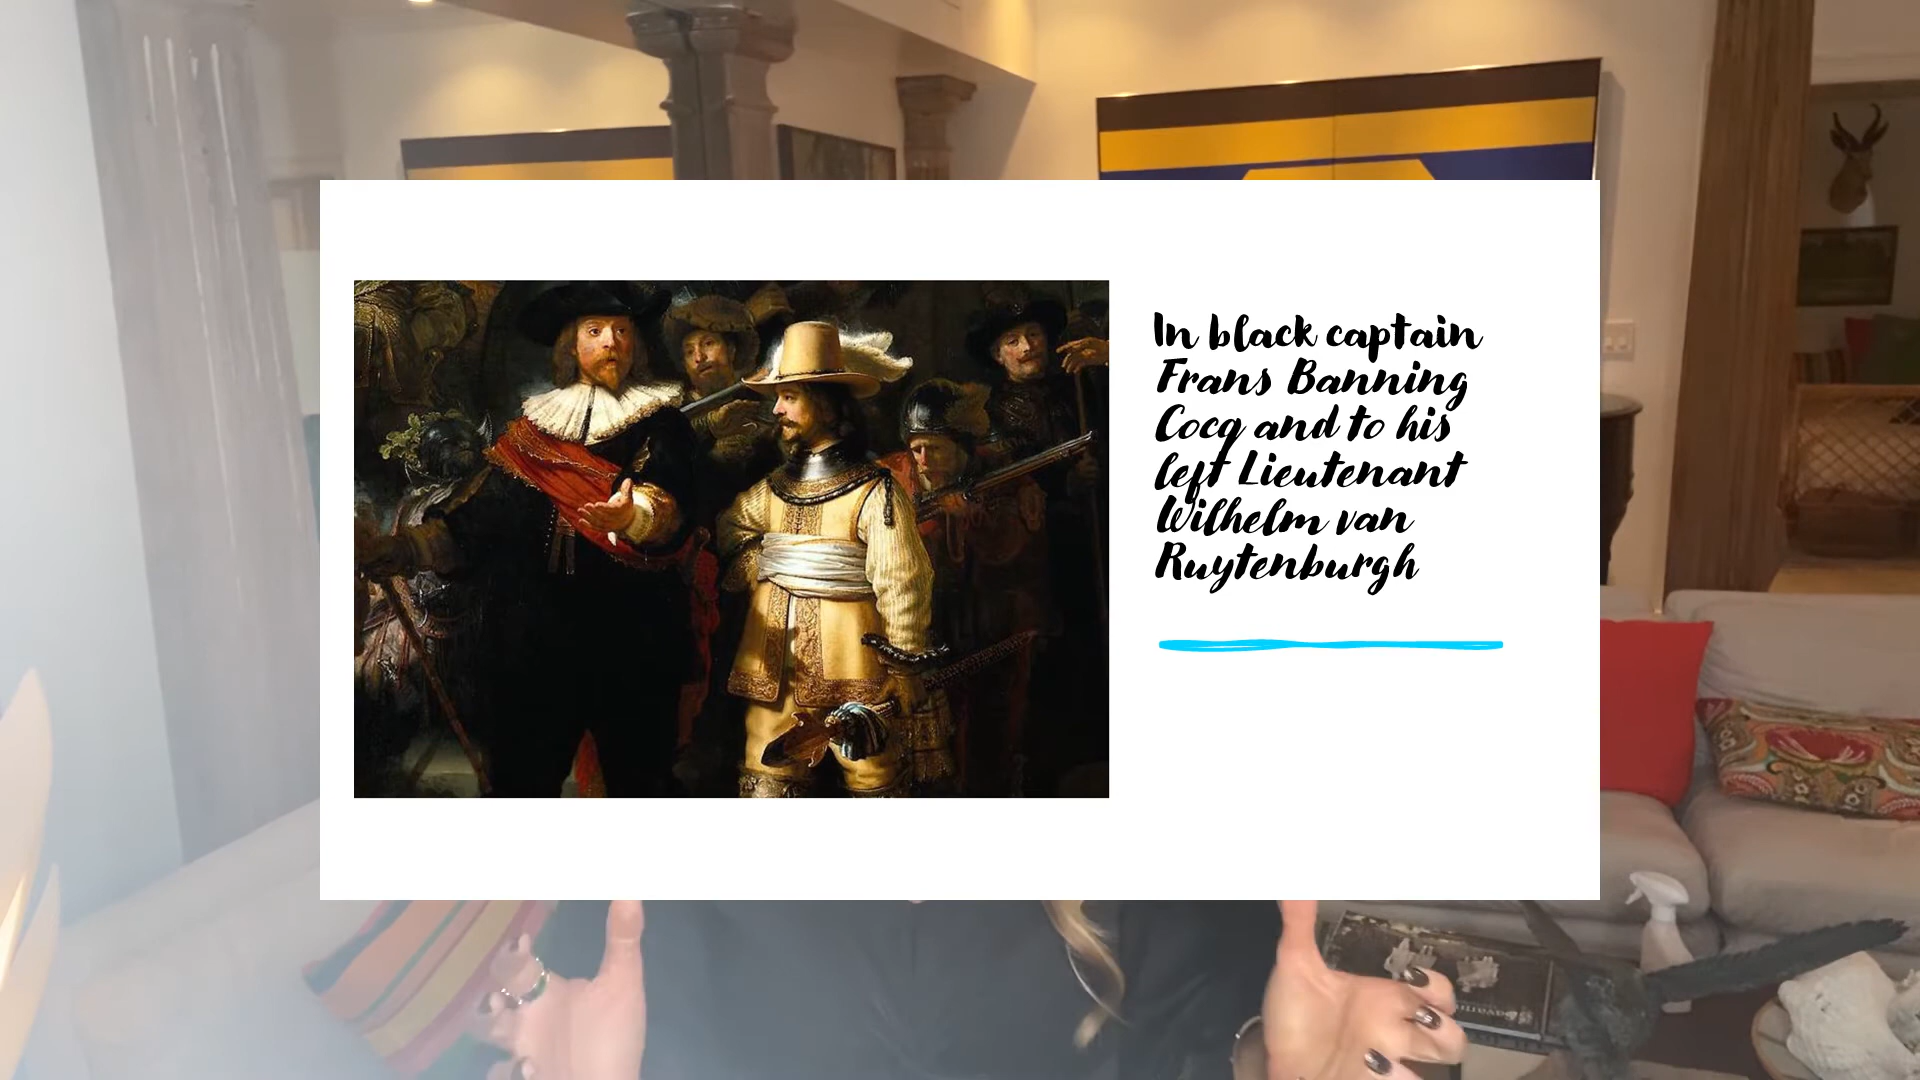 In black captain
Frans Banning
Cocq and to his
left Lieutenant
Wilhelm van
Ruytenburgh